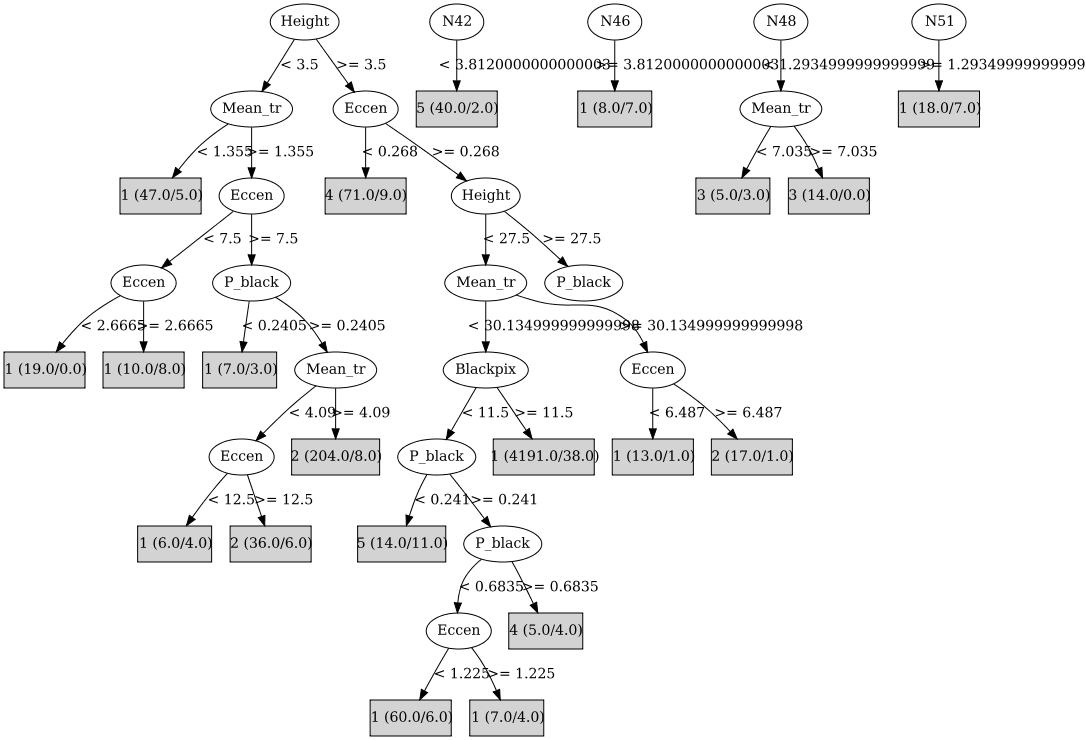 Height N42 N46 N48 N51
< 3.5 >= 3.5 < 3.8120000000000003 >= 3.8120000000000003 < 1.2934999999999999 >= 1.2934999999999999
Mean_tr Eccen 5 (40.0/2.0) 1 (8.0/7.0) Mean_tr 1 (18.0/7.0)
< 1.355 >= 1.355 < 0.268 >= 0.268 < 7.035 >= 7.035
1 (47.0/5.0) Eccen 4 (71.0/9.0) Height 3 (5.0/3.0) 3 (14.0/0.0)
< 7.5 >= 7.5 < 27.5 >= 27.5
Eccen P_black Mean_tr P_black
< 2.6665 >= 2.6665 < 0.2405 >= 0.2405 < 30.134999999999998 >= 30.134999999999998
1 (19.0/0.0) 1 (10.0/8.0) 1 (7.0/3.0) Mean_tr Blackpix Eccen
< 4.09 >= 4.09 < 11.5 >= 11.5 < 6.487 >= 6.487
Eccen 2 (204.0/8.0) P_black 1 (4191.0/38.0) 1 (13.0/1.0) 2 (17.0/1.0)
< 12.5 >= 12.5 < 0.241 >= 0.241
1 (6.0/4.0) 2 (36.0/6.0) 5 (14.0/11.0) P_black
< 0.6835 >= 0.6835
Eccen 4 (5.0/4.0)
< 1.225 >= 1.225
1 (60.0/6.0) 1 (7.0/4.0)